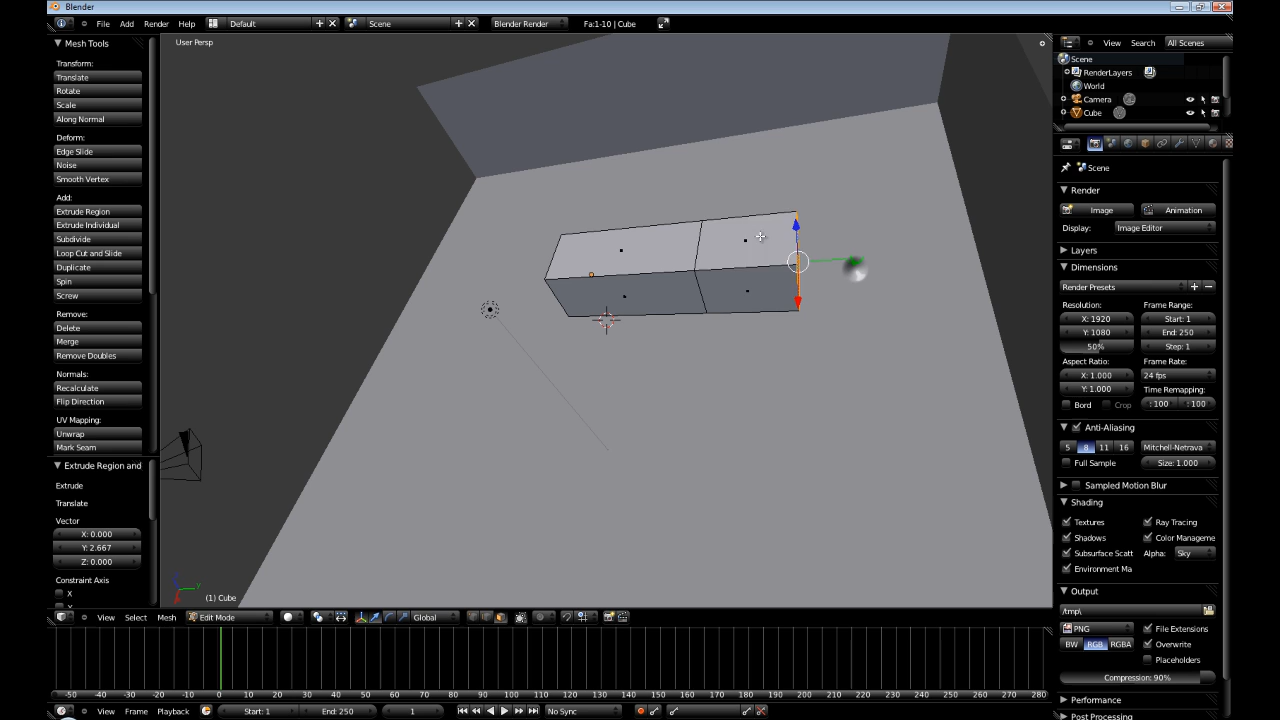 Blender
File Add Render Help Default Scene Blender Render Fa:1-10 | Cube
Mesh Tools
Transform:
Translate
Rotate
Scale
Along Normal
Deform:
Edge Slide
Noise
Smooth Vertex
Add:
Extrude Region
Extrude Individual
Subdivide
Loop Cut and Slide
Duplicate
Spin
Screw
Remove:
Delete
Merge
Remove Doubles
Normals:
Recalculate
Flip Direction
UV Mapping:
Unwrap
Mark Seam
Extrude Region and
Extrude
Translate
Vector
X: 0.000
Y: 2.667
Z: 0.000
Constraint Axis
X
User Persp
(1) Cube
View Select Mesh Edit Mode Global
-50 -40 -30 -20 -10 0 10 20 30 40 50 60 70 80 90 100 110 120 130 140 150 160 170 180 190 200 210 220 230 240 250 260 270 280
View Frame Playback Start: 1 End: 250 1 No Sync
View Search All Scenes
Scene
RenderLayers
World
Camera
Cube
Scene
Render
Image Animation
Display: Image Editor
Layers
Dimensions
Render Presets
Resolution: Frame Range:
X: 1920 Start: 1
Y: 1080 End: 250
50% Step: 1
Aspect Ratio: Frame Rate:
X: 1.000 24 fps
Y: 1.000 Time Remapping:
Bord Crop :100 :100
Anti-Aliasing
5 8 11 16 Mitchell-Netrava
Full Sample Size: 1.000
Sampled Motion Blur
Shading
Textures Ray Tracing
Shadows Color Manageme
Subsurface Scatt Alpha: Sky
Environment Ma
Output
/tmp\
PNG File Extensions
BW RGB RGBA Overwrite
Placeholders
Compression: 90%
Performance
Post Processing